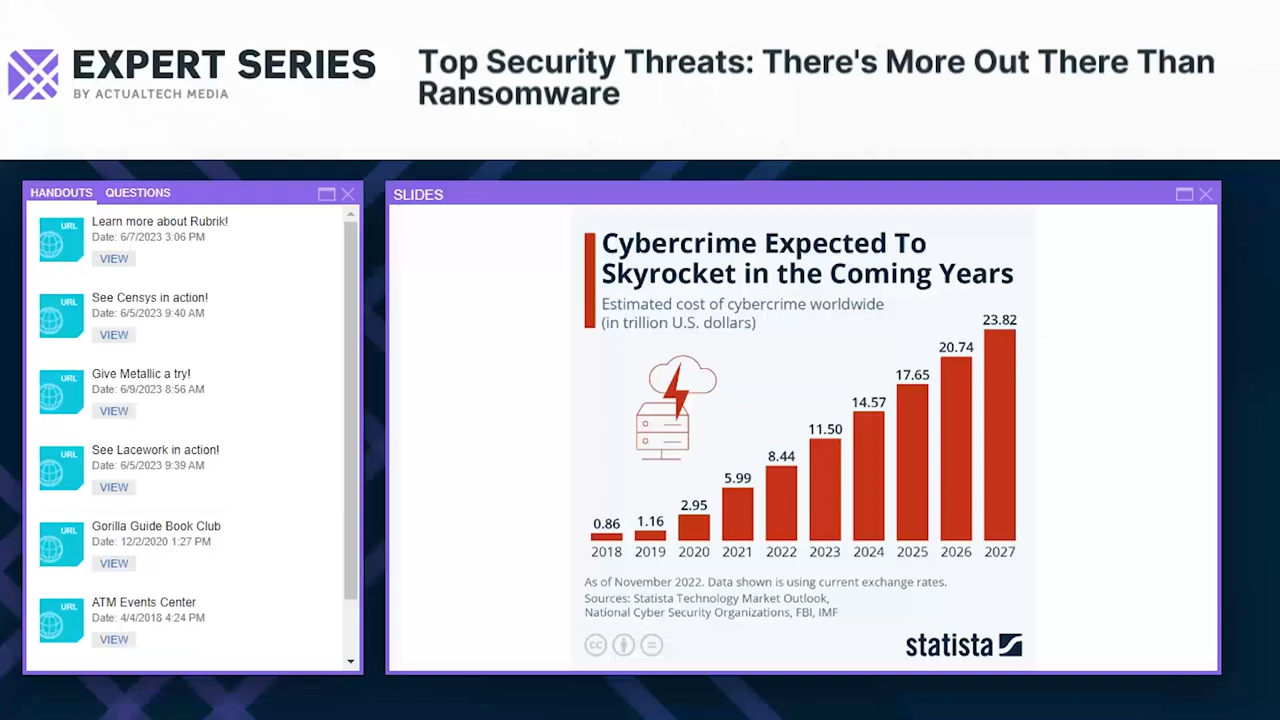 EXPERT SERIES
BY ACTUALTECH MEDIA
Top Security Threats: There's More Out There Than
Ransomware
HANDOUTS QUESTIONS
URL
Learn more about Rubrik!
Date: 6/7/2023 3:06 PM
VIEW
URL
See Censys in action!
Date: 6/5/2023 9:40 AM
VIEW
URL
Give Metallic a try!
Date: 6/9/2023 8:56 AM
VIEW
URL
See Lacework in action!
Date: 6/5/2023 9:39 AM
VIEW
URL
Gorilla Guide Book Club
Date: 12/2/2020 1:27 PM
VIEW
URL
ATM Events Center
Date: 4/4/2018 4:24 PM
VIEW
SLIDES
Cybercrime Expected To
Skyrocket in the Coming Years
Estimated cost of cybercrime worldwide
(in trillion U.S. dollars)
0.86 1.16 2.95 5.99 8.44 11.50 14.57 17.65 20.74 23.82
2018 2019 2020 2021 2022 2023 2024 2025 2026 2027
As of November 2022. Data shown is using current exchange rates.
Sources: Statista Technology Market Outlook,
National Cyber Security Organizations, FBI, IMF
cc
statista